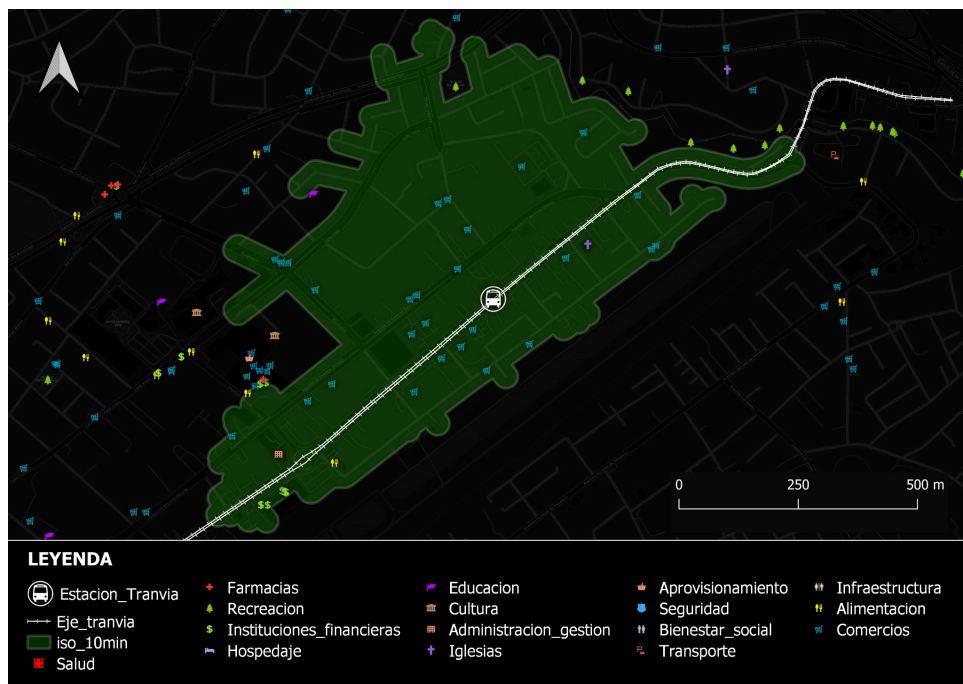 0 250 500 m
LEYENDA
Estacion_Tranvia
Eje_tranvia
iso_10min
Salud
Farmacias
Recreacion
Instituciones_financieras
Hospedaje
Educacion
Cultura
Administracion_gestion
Iglesias
Aprovisionamiento
Seguridad
Bienestar_social
Transporte
Infraestructura
Alimentacion
Comercios